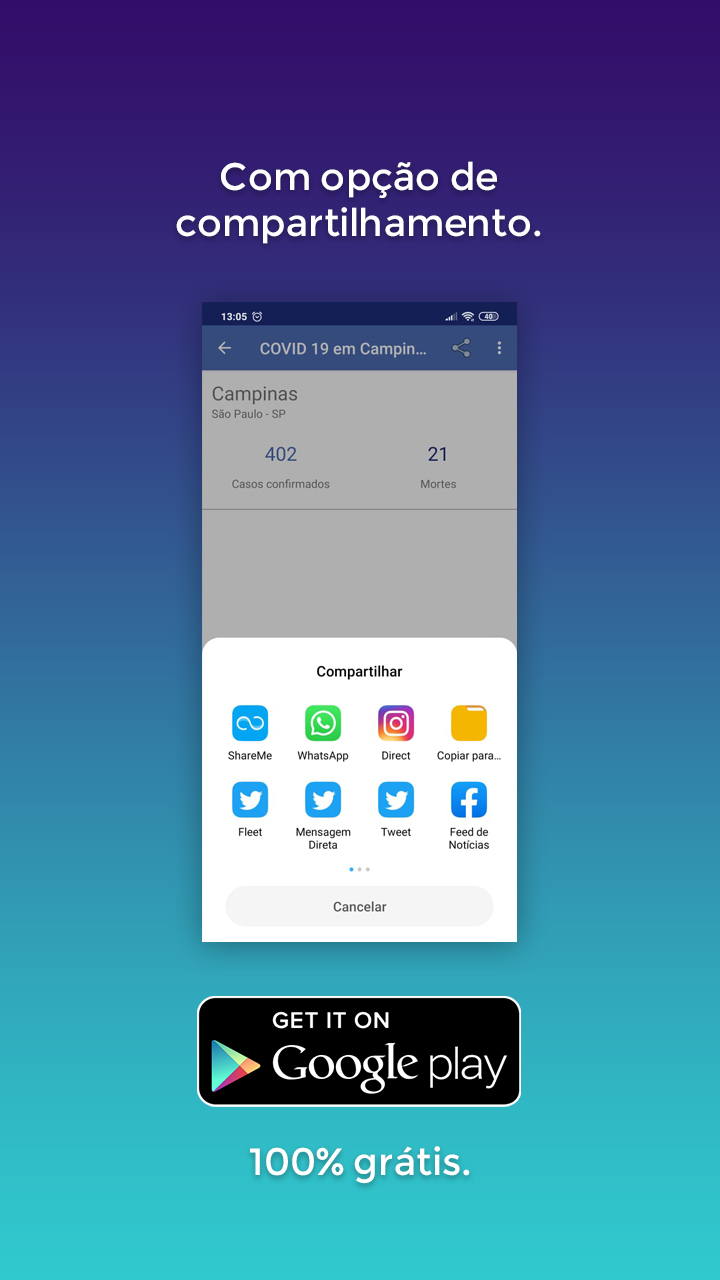 Com opção de
compartilhamento.
13:05
40
COVID 19 em Campin...
Campinas
São Paulo - SP
402
21
Casos confirmados
Mortes
Compartilhar
ShareMe
WhatsApp
Direct
Copiar para...
Fleet
Mensagem
Direta
Tweet
Feed de
Notícias
Cancelar
GET IT ON
Google play
100% grátis.